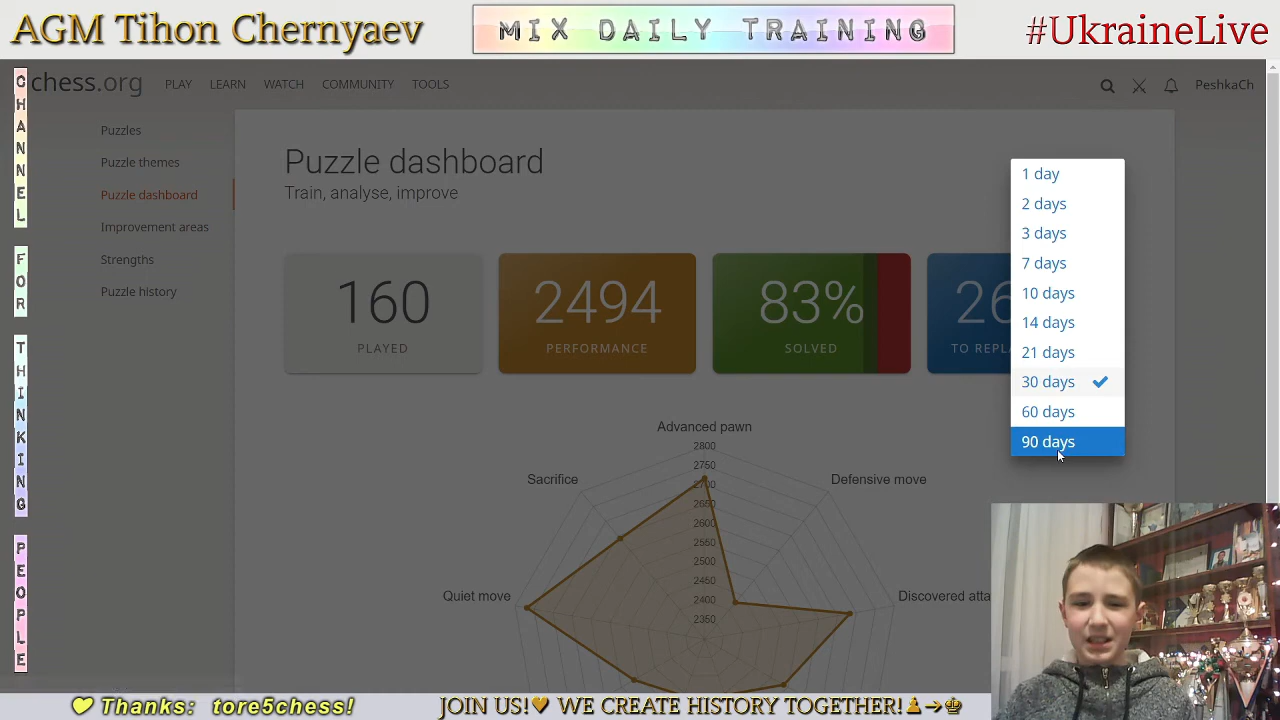 AGM Tihon Chernyaev
MIX DAILY TRAINING
#UkraineLive
CHANNEL
FOR
THINKING
PEOPLE
chess.org
PLAY
LEARN
WATCH
COMMUNITY
TOOLS
PeshkaCh
Puzzles
Puzzle themes
Puzzle dashboard
Improvement areas
Strengths
Puzzle history
Puzzle dashboard
Train, analyse, improve
1 day
2 days
3 days
7 days
10 days
14 days
21 days
30 days
60 days
90 days
160
PLAYED
2494
PERFORMANCE
83%
SOLVED
26
TO REPL
Advanced pawn
Defensive move
Discovered atta
Sacrifice
Quiet move
2800
2750
2700
2650
2600
2550
2500
2450
2400
2350
Thanks: tore5chess!
JOIN US!🧡 WE CREATE HISTORY TOGETHER!♟→♚